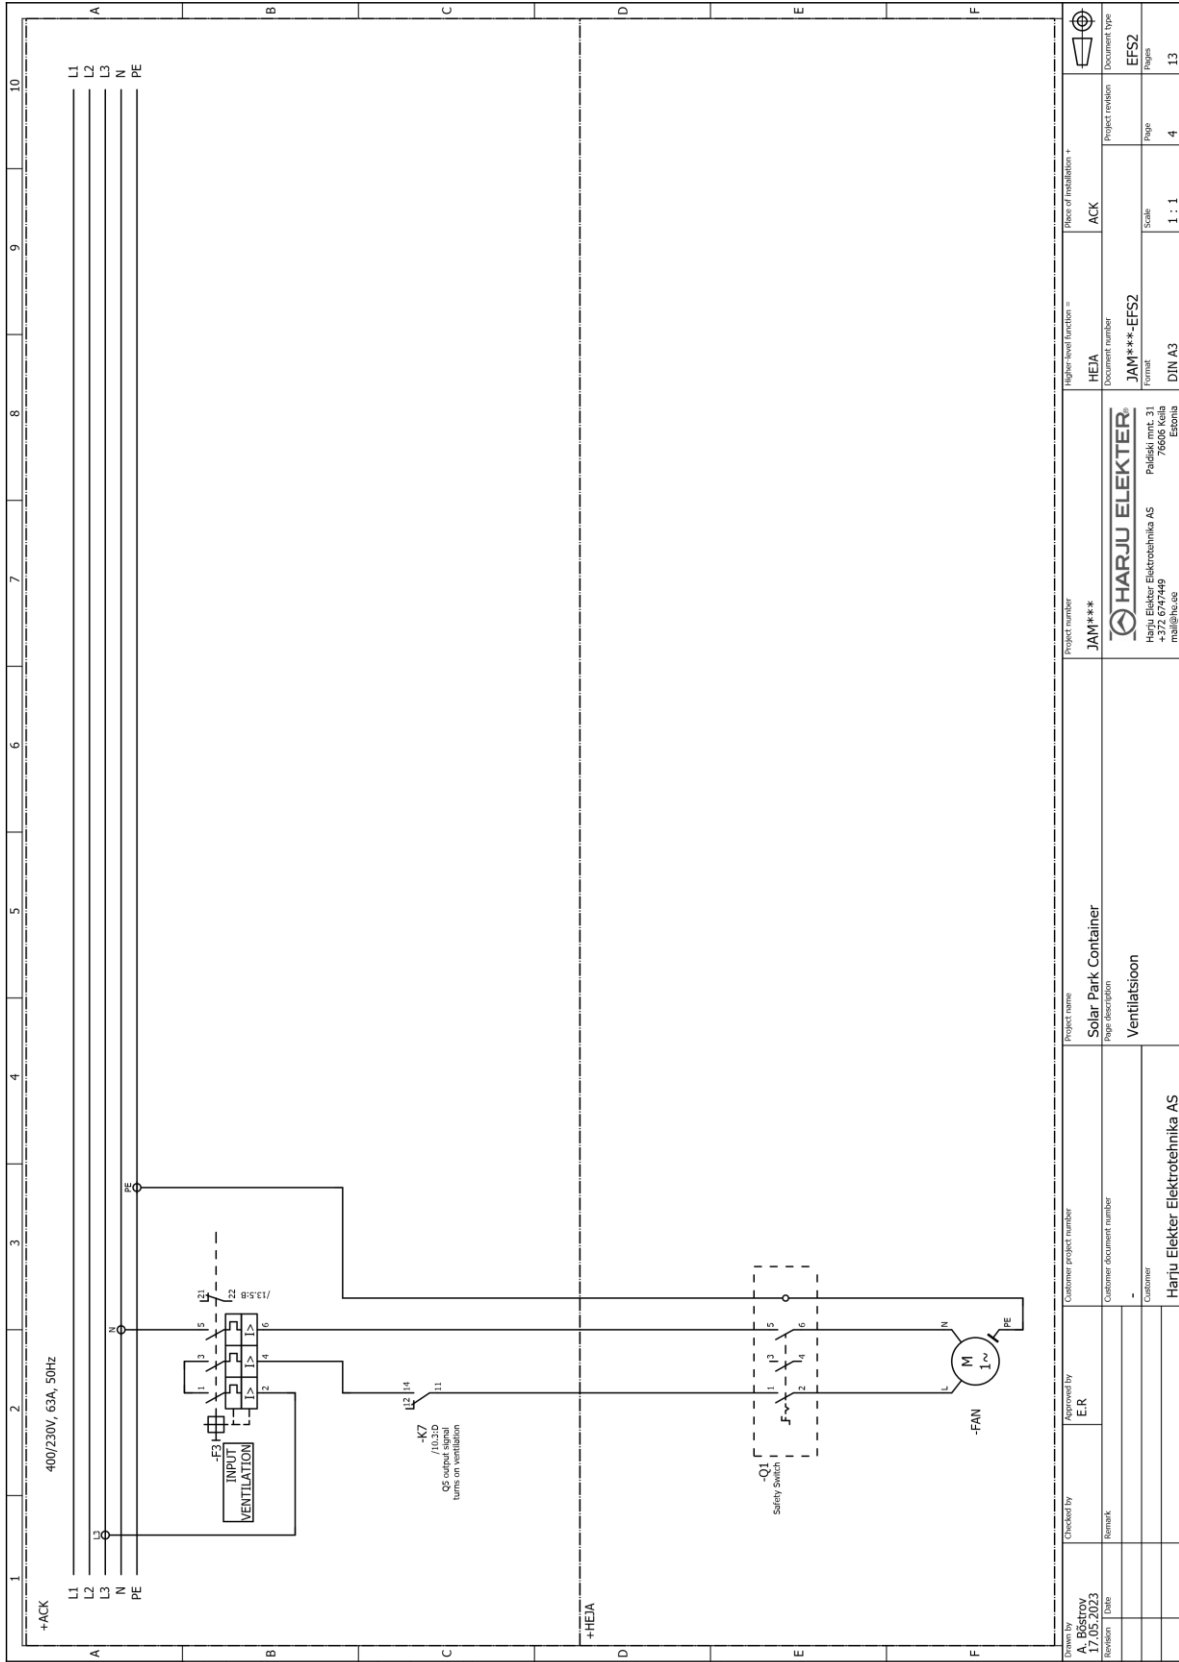 1 2 3 4 5 6 7 8 9 10
A
B
C
D
E
F
A
B
C
D
E
F
+ACK
400/230V, 63A, 50Hz
L1
L2
L3
N
PE
L1
L2
L3
N
PE
L3
N
PE
-F3
INPUT
VENTILATION
1 3 5 21
I> I> I>
2 4 6 22
/13.5:B
-K7
/10.3:D
Q5 output signal
turns on ventilation
12 14
11
+HEJA
-Q1
Safety Switch
1 3 5
2 4 6
-FAN
L N
M
1~
PE
Drawn by
A. Bõstrov
17.05.2023
Checked by
Approved by
E.R
Revision
Date
Remark
Customer project number
Customer document number
-
Customer
Harju Elekter Elektrotehnika AS
Project name
Solar Park Container
Page description
Ventilatsioon
Project number
JAM***
HARJU ELEKTER®
Harju Elekter Elektrotehnika AS
+372 6747449
mail@he.ee
Paldiski mnt. 31
76606 Keila
Estonia
Higher-level function =
HEJA
Place of installation +
ACK
Document number
JAM***-EFS2
Project revision
Document type
EFS2
Format
DIN A3
Scale
1 : 1
Page
4
Pages
13